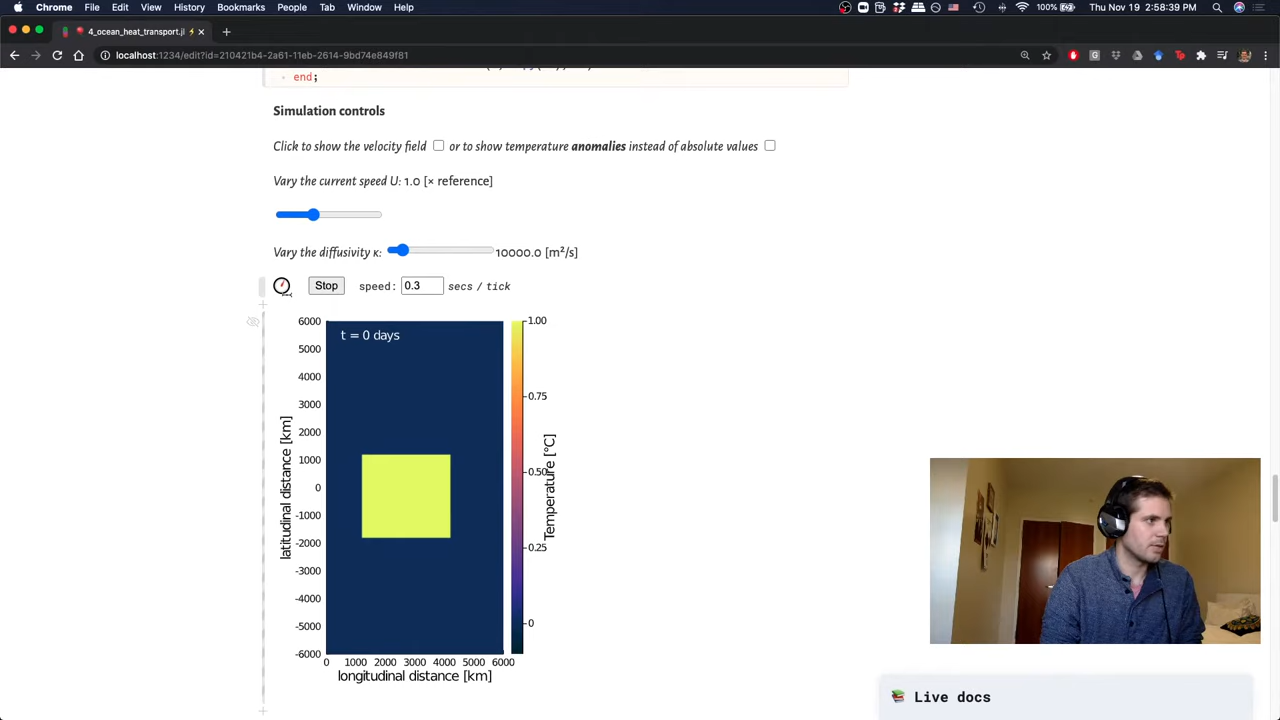 Chrome File Edit View History Bookmarks People Tab Window Help
100% Thu Nov 19 2:58:39 PM
4_ocean_heat_transport.jl
localhost:1234/edit?id=210421b4-2a61-11eb-2614-9bd74e849f81
end;
Simulation controls
Click to show the velocity field or to show temperature anomalies instead of absolute values
Vary the current speed U: 1.0 [× reference]
Vary the diffusivity κ: 10000.0 [m²/s]
Stop speed: 0.3 secs / tick
t = 0 days
6000
5000
4000
3000
2000
1000
0
-1000
-2000
-3000
-4000
-5000
-6000
latitudinal distance [km]
0 1000 2000 3000 4000 5000 6000
longitudinal distance [km]
1.00
0.75
0.50
0.25
0
Temperature [°C]
Live docs